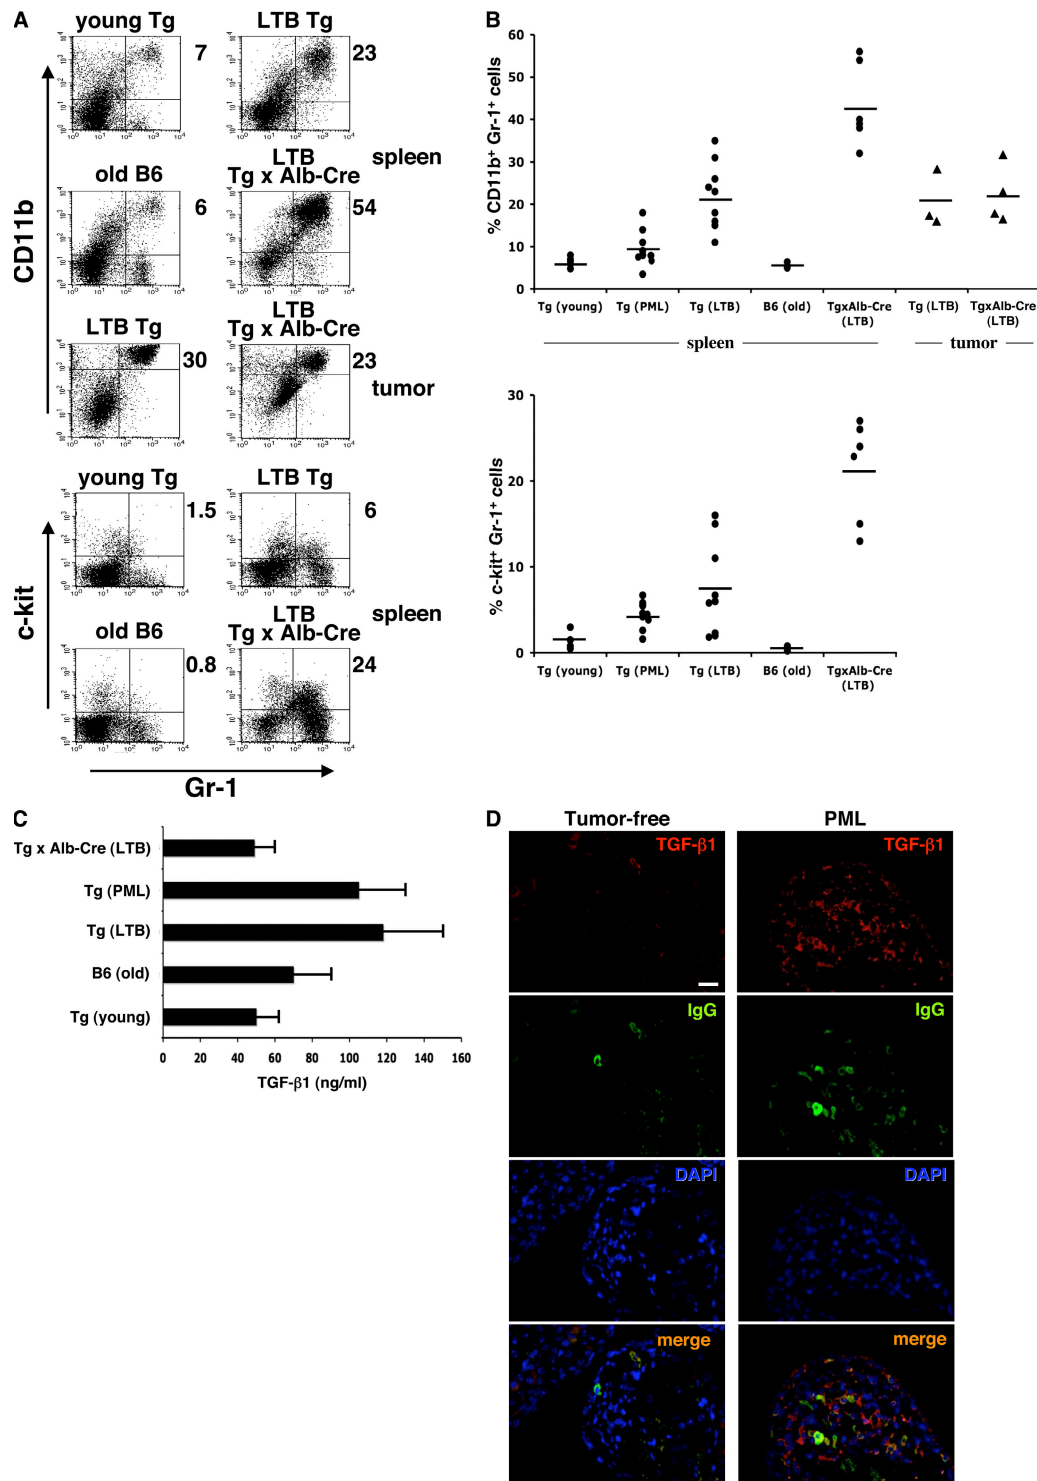 A
young Tg
LTB Tg
7
23
old B6
LTB
Tg x Alb-Cre
spleen
6
54
LTB Tg
LTB
Tg x Alb-Cre
30
23
tumor
CD11b
young Tg
LTB Tg
1.5
6
old B6
LTB
Tg x Alb-Cre
spleen
0.8
24
c-kit
Gr-1
B
% CD11b⁺ Gr-1⁺ cells
60
50
40
30
20
10
0
Tg (young)
Tg (PML)
Tg (LTB)
B6 (old)
TgxAlb-Cre
(LTB)
Tg (LTB)
TgxAlb-Cre
(LTB)
spleen
tumor
% c-kit⁺ Gr-1⁺ cells
30
20
10
0
Tg (young)
Tg (PML)
Tg (LTB)
B6 (old)
TgxAlb-Cre
(LTB)
C
Tg x Alb-Cre (LTB)
Tg (PML)
Tg (LTB)
B6 (old)
Tg (young)
0 20 40 60 80 100 120 140 160
TGF-β1 (ng/ml)
D
Tumor-free
PML
TGF-β1
TGF-β1
IgG
IgG
DAPI
DAPI
merge
merge